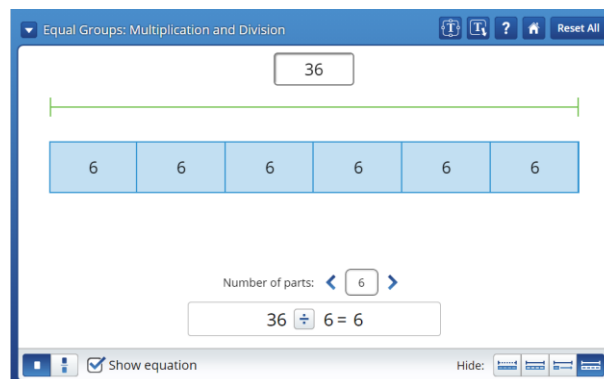 Equal Groups: Multiplication and Division T T ? Reset All
36
6 6 6 6 6 6
Number of parts: 6
36 ÷ 6 = 6
Show equation Hide: